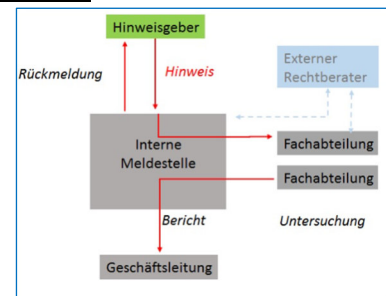 Hinweisgeber
Externer
Rechtberater
Rückmeldung
Hinweis
Interne
Meldestelle
Fachabteilung
Fachabteilung
Bericht
Untersuchung
Geschäftsleitung